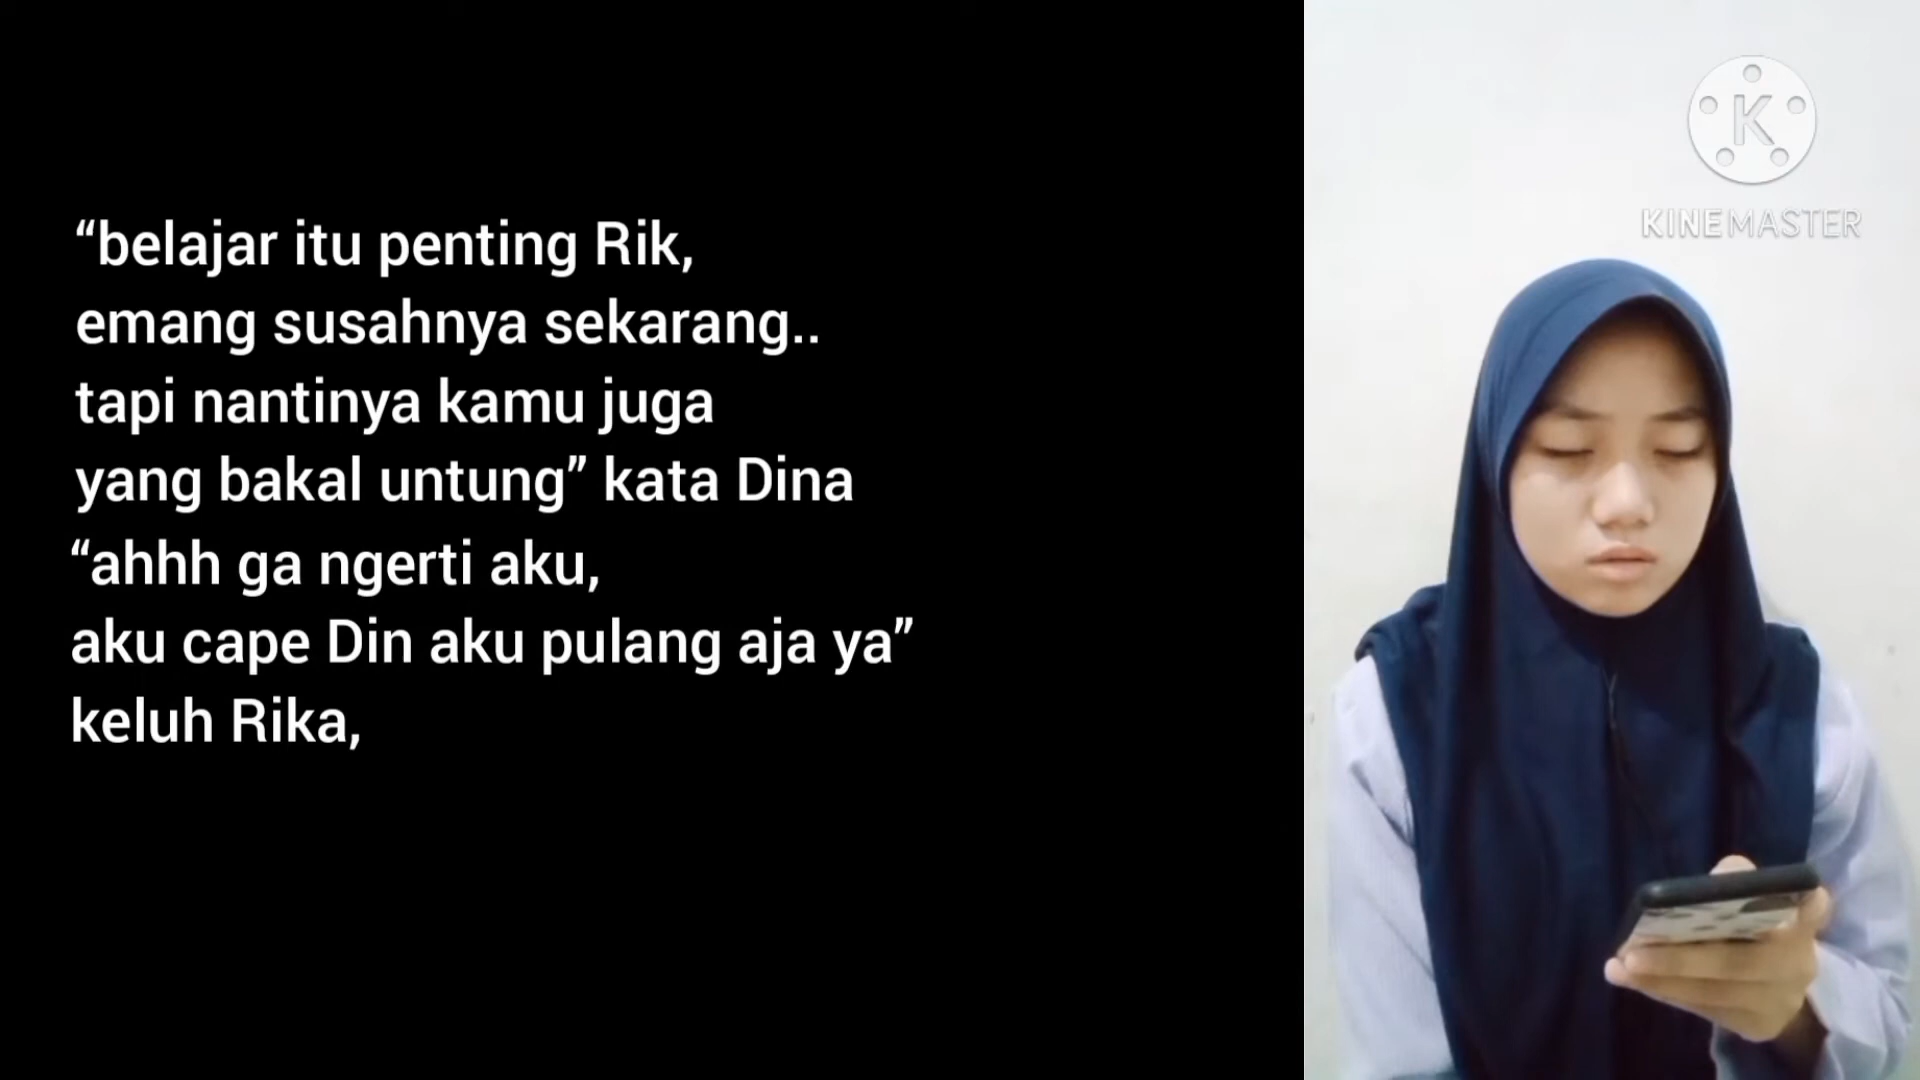 “belajar itu penting Rik,
emang susahnya sekarang..
tapi nantinya kamu juga
yang bakal untung” kata Dina
“ahhh ga ngerti aku,
aku cape Din aku pulang aja ya”
keluh Rika,
K
KINEMASTER